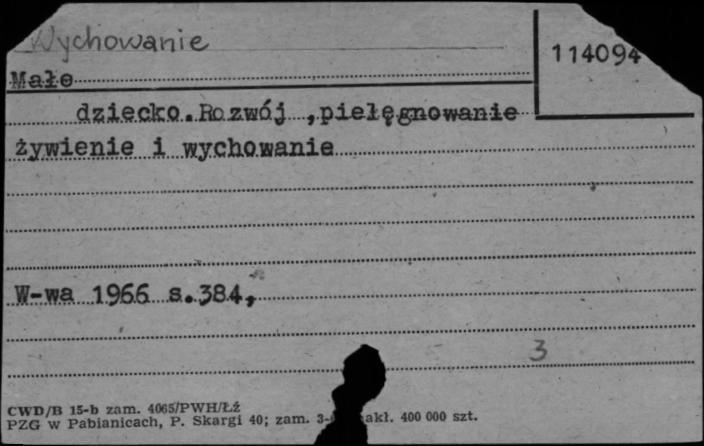 Wychowanie
114094
Małe
dziecko. Rozwój ,pielęgnowanie
żywienie i wychowanie
W-wa 1966 s.384,
3
CWD/B 15-b zam. 4065/PWH/Łź
PZG w Pabianicach, P. Skargi 40; zam. 400 000 szt.